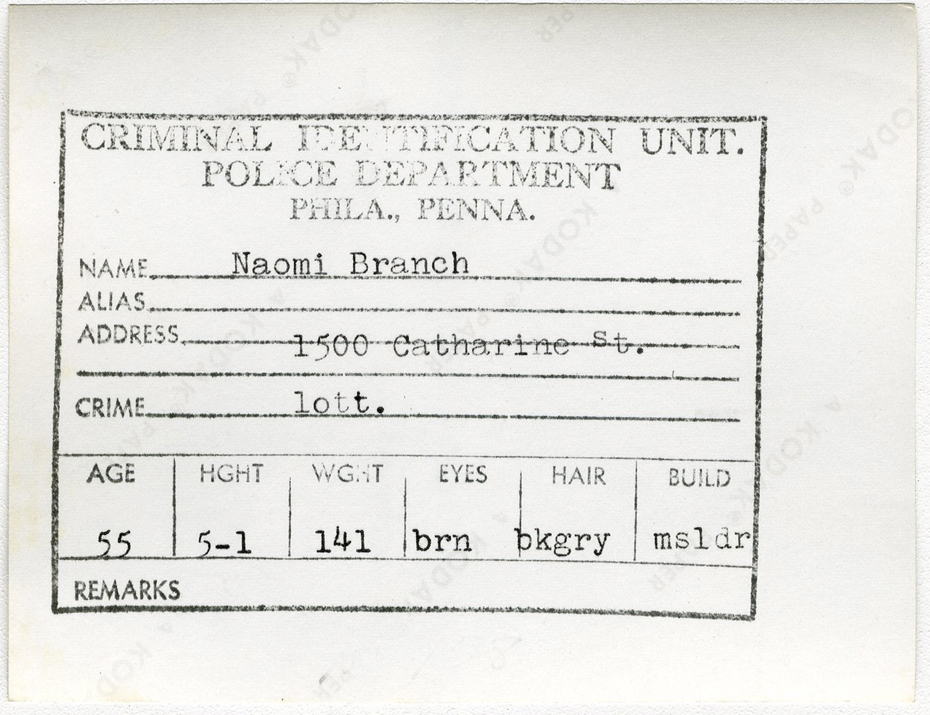 CRIMINAL IDENTIFICATION UNIT.
POLICE DEPARTMENT
PHILA., PENNA.
NAME Naomi Branch
ALIAS
ADDRESS 1500 Catharine St.
CRIME lott.
AGE HGHT WGHT EYES HAIR BUILD
55 5-1 141 brn bkgry msldr
REMARKS